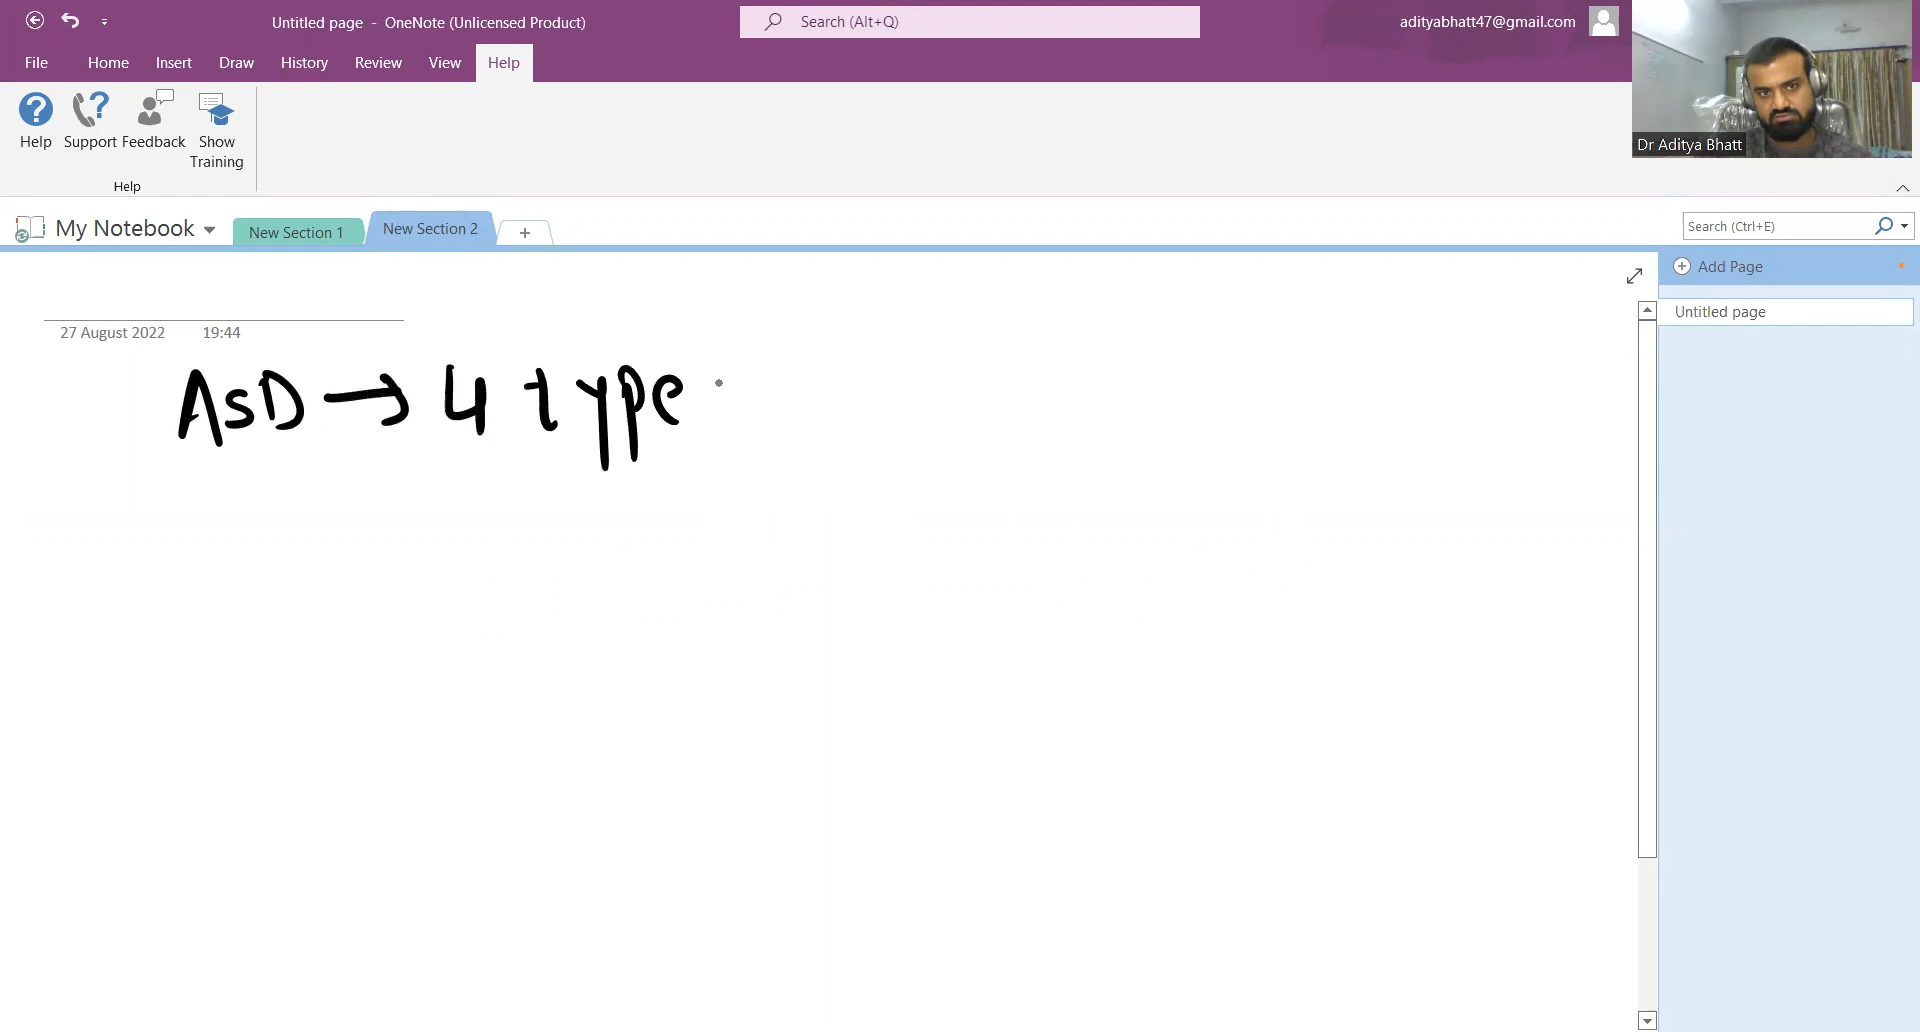 Untitled page - OneNote (Unlicensed Product)
Search (Alt+Q)
adityabhatt47@gmail.com
File Home Insert Draw History Review View Help
Help Support Feedback Show Training
Help
Dr Aditya Bhatt
My Notebook New Section 1 New Section 2 +
Search (Ctrl+E)
Add Page
Untitled page
27 August 2022 19:44
AsD → 4 type